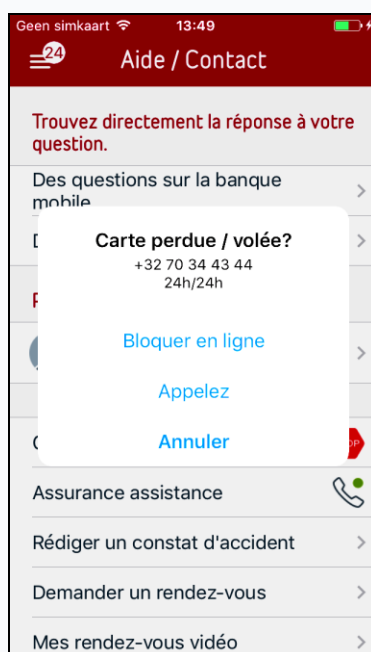 Geen simkaart 13:49
24
Aide / Contact
Trouvez directement la réponse à votre
question.
Des questions sur la banque
mobile
Carte perdue / volée?
+32 70 34 43 44
24h/24h
Bloquer en ligne
Appelez
Annuler
Assurance assistance
Rédiger un constat d'accident
Demander un rendez-vous
Mes rendez-vous vidéo